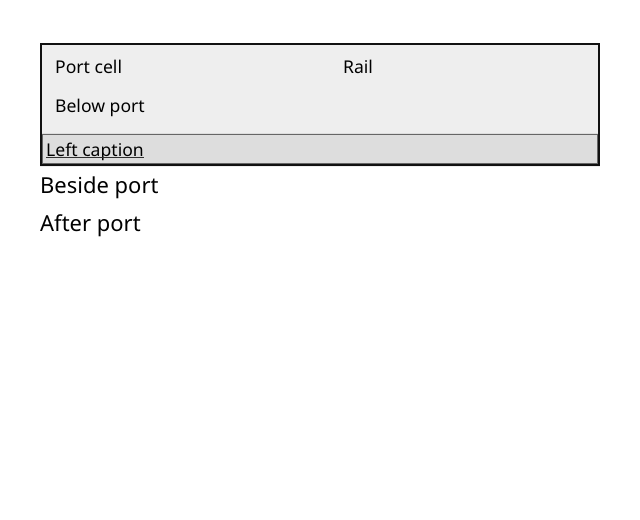 Port cell Rail
Below port
Left caption
Beside port
After port